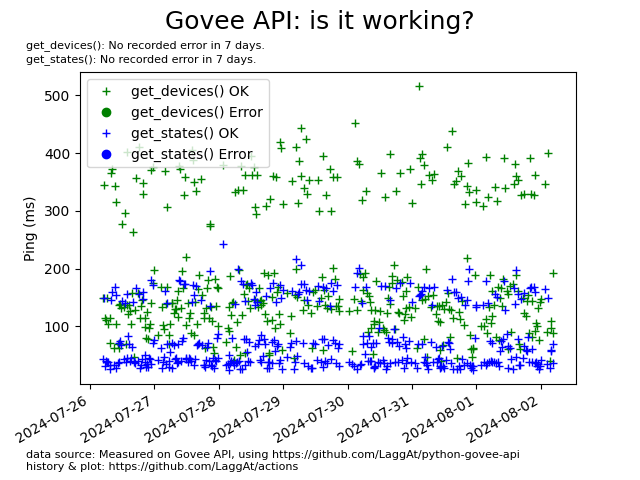 Govee API: is it working?
get_devices(): No recorded error in 7 days.
get_states(): No recorded error in 7 days.
get_devices() OK
get_devices() Error
get_states() OK
get_states() Error
Ping (ms)
500
400
300
200
100
2024-07-26
2024-07-27
2024-07-28
2024-07-29
2024-07-30
2024-07-31
2024-08-01
2024-08-02
data source: Measured on Govee API, using https://github.com/LaggAt/python-govee-api
history & plot: https://github.com/LaggAt/actions